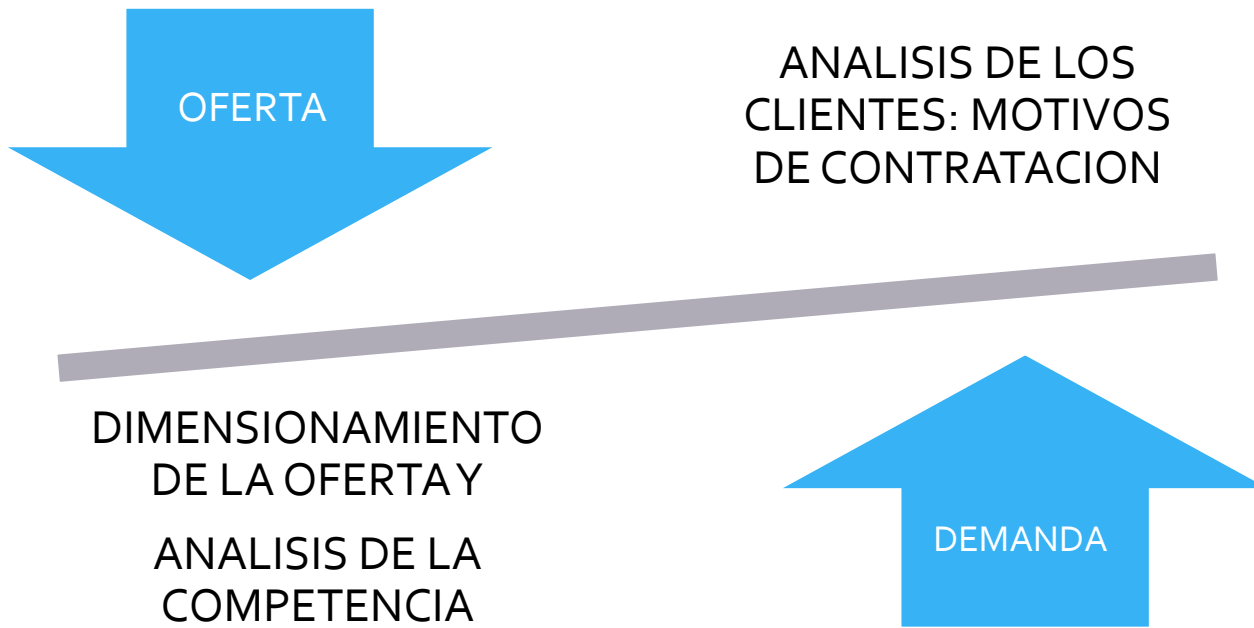 OFERTA
ANALISIS DE LOS
CLIENTES: MOTIVOS
DE CONTRATACION
DIMENSIONAMIENTO
DE LA OFERTA Y
ANALISIS DE LA
COMPETENCIA
DEMANDA